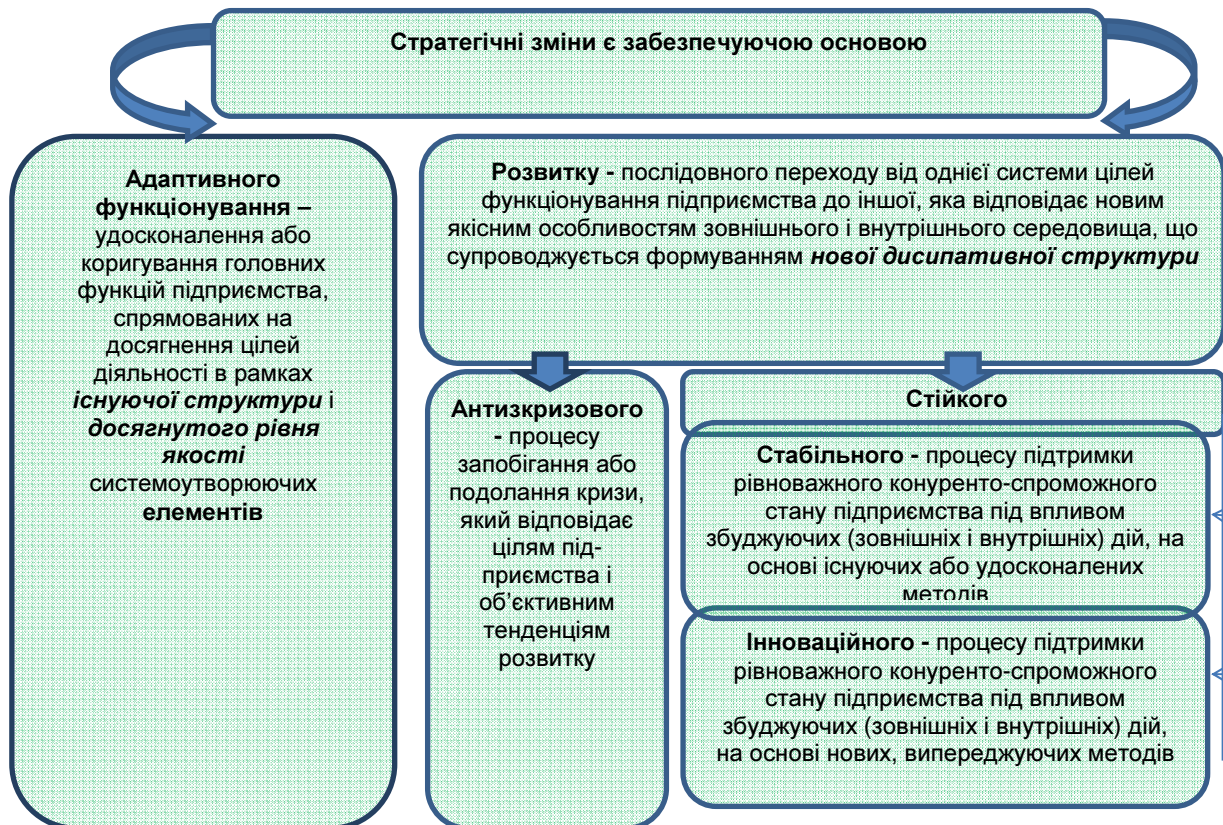 Стратегічні зміни є забезпечуючою основою
Адаптивного
функціонування –
удосконалення або
коригування головних
функцій підприємства,
спрямованих на
досягнення цілей
діяльності в рамках
існуючої структури і
досягнутого рівня
якості
системоутворюючих
елементів
Розвитку - послідовного переходу від однієї системи цілей
функціонування підприємства до іншої, яка відповідає новим
якісним особливостям зовнішнього і внутрішнього середовища, що
супроводжується формуванням нової дисипативної структури
Антизкризового
- процесу
запобігання або
подолання кризи,
який відповідає
цілям під-
приємства і
об’єктивним
тенденціям
розвитку
Стійкого
Стабільного - процесу підтримки
рівноважного конуренто-спроможного
стану підприємства під впливом
збуджуючих (зовнішніх і внутрішніх) дій, на
основі існуючих або удосконалених
методів
Інноваційного - процесу підтримки
рівноважного конуренто-спроможного
стану підприємства під впливом
збуджуючих (зовнішніх і внутрішніх) дій,
на основі нових, випереджуючих методів